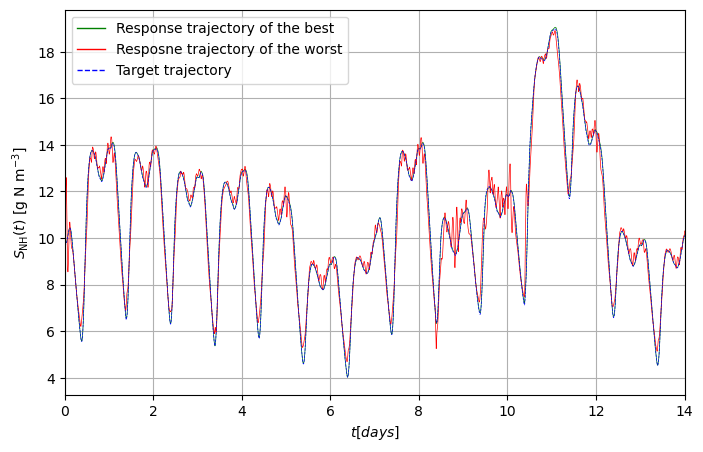 Response trajectory of the best
Resposne trajectory of the worst
Target trajectory
18
16
14
12
10
8
6
4
S_NH(t) [g N m⁻³]
0 2 4 6 8 10 12 14
t[days]